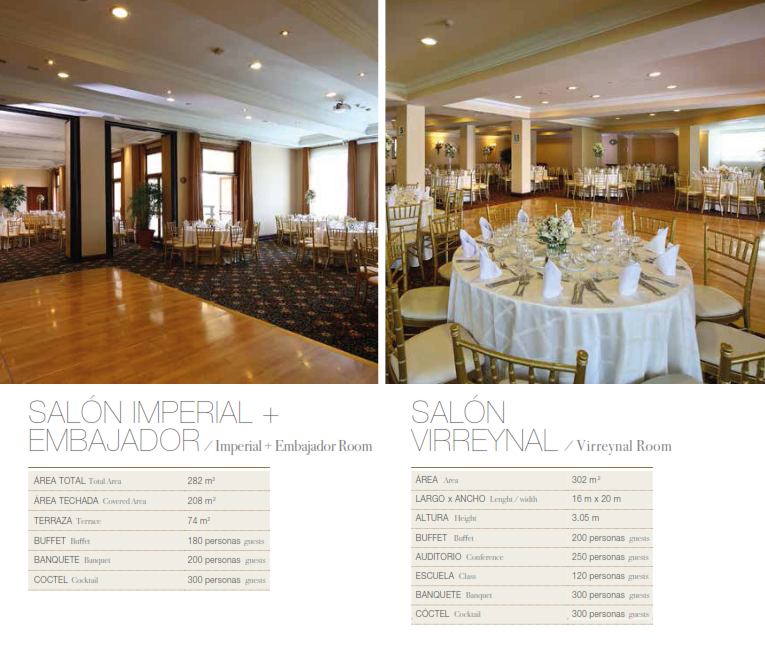 SALÓN IMPERIAL +
EMBAJADOR / Imperial + Embajador Room
ÁREA TOTAL Total Area 282 m²
ÁREA TECHADA Covered Area 208 m²
TERRAZA Terrace 74 m²
BUFFET Buffet 180 personas guests
BANQUETE Banquet 200 personas guests
COCTEL Cocktail 300 personas guests
SALÓN
VIRREYNAL / Virreynal Room
ÁREA Area 302 m²
LARGO x ANCHO Lenght / width 16 m x 20 m
ALTURA Height 3.05 m
BUFFET Buffet 200 personas guests
AUDITORIO Conference 250 personas guests
ESCUELA Class 120 personas guests
BANQUETE Banquet 300 personas guests
CÓCTEL Cocktail 300 personas guests